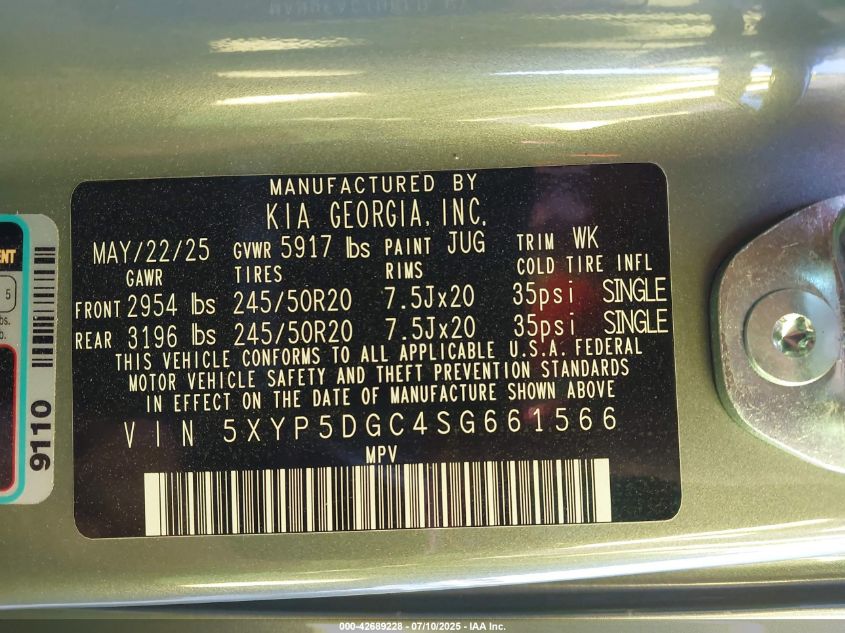 MANUFACTURED BY
KIA GEORGIA, INC.
MAY/22/25 GVWR 5917 lbs PAINT JUG TRIM WK
GAWR TIRES RIMS COLD TIRE INFL
FRONT 2954 lbs 245/50R20 7.5Jx20 35psi SINGLE
REAR 3196 lbs 245/50R20 7.5Jx20 35psi SINGLE
THIS VEHICLE CONFORMS TO ALL APPLICABLE U.S.A. FEDERAL
MOTOR VEHICLE SAFETY AND THEFT PREVENTION STANDARDS
IN EFFECT ON THE DATE OF MANUFACTURE SHOWN ABOVE
VIN 5XYP5DGC4SG661566
MPV
5
9110
000-42689228 - 07/10/2025 - IAA Inc.